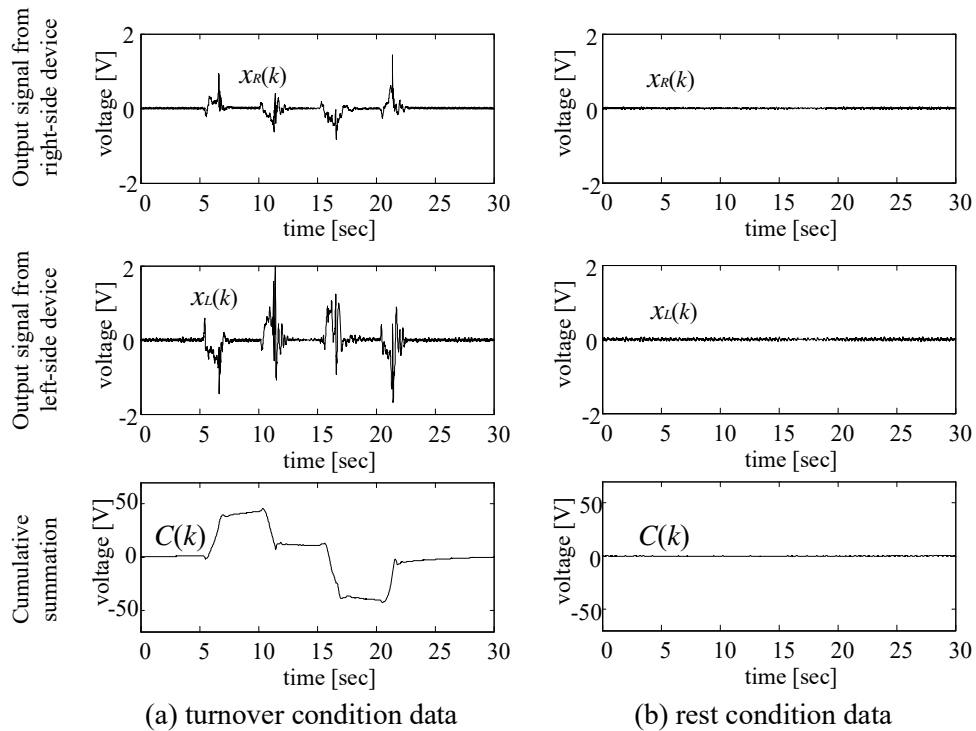 Output signal from
right-side device
voltage [V]
2
0
-2
xR(k)
0 5 10 15 20 25 30
time [sec]
voltage [V]
2
0
-2
xR(k)
0 5 10 15 20 25 30
time [sec]
Output signal from
left-side device
voltage [V]
2
0
-2
xL(k)
0 5 10 15 20 25 30
time [sec]
voltage [V]
2
0
-2
xL(k)
0 5 10 15 20 25 30
time [sec]
Cumulative
summation
voltage [V]
50
0
-50
C(k)
0 5 10 15 20 25 30
time [sec]
voltage [V]
50
0
-50
C(k)
0 5 10 15 20 25 30
time [sec]
(a) turnover condition data
(b) rest condition data